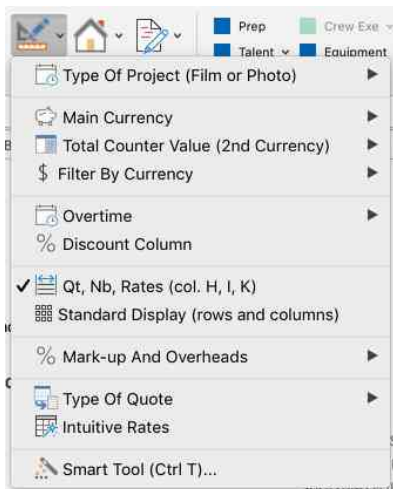 Prep
Crew Exe
Talent
Equipment
Type Of Project (Film or Photo)
Main Currency
Total Counter Value (2nd Currency)
$ Filter By Currency
Overtime
% Discount Column
✓ Qt, Nb, Rates (col. H, I, K)
Standard Display (rows and columns)
% Mark-up And Overheads
Type Of Quote
Intuitive Rates
Smart Tool (Ctrl T)...